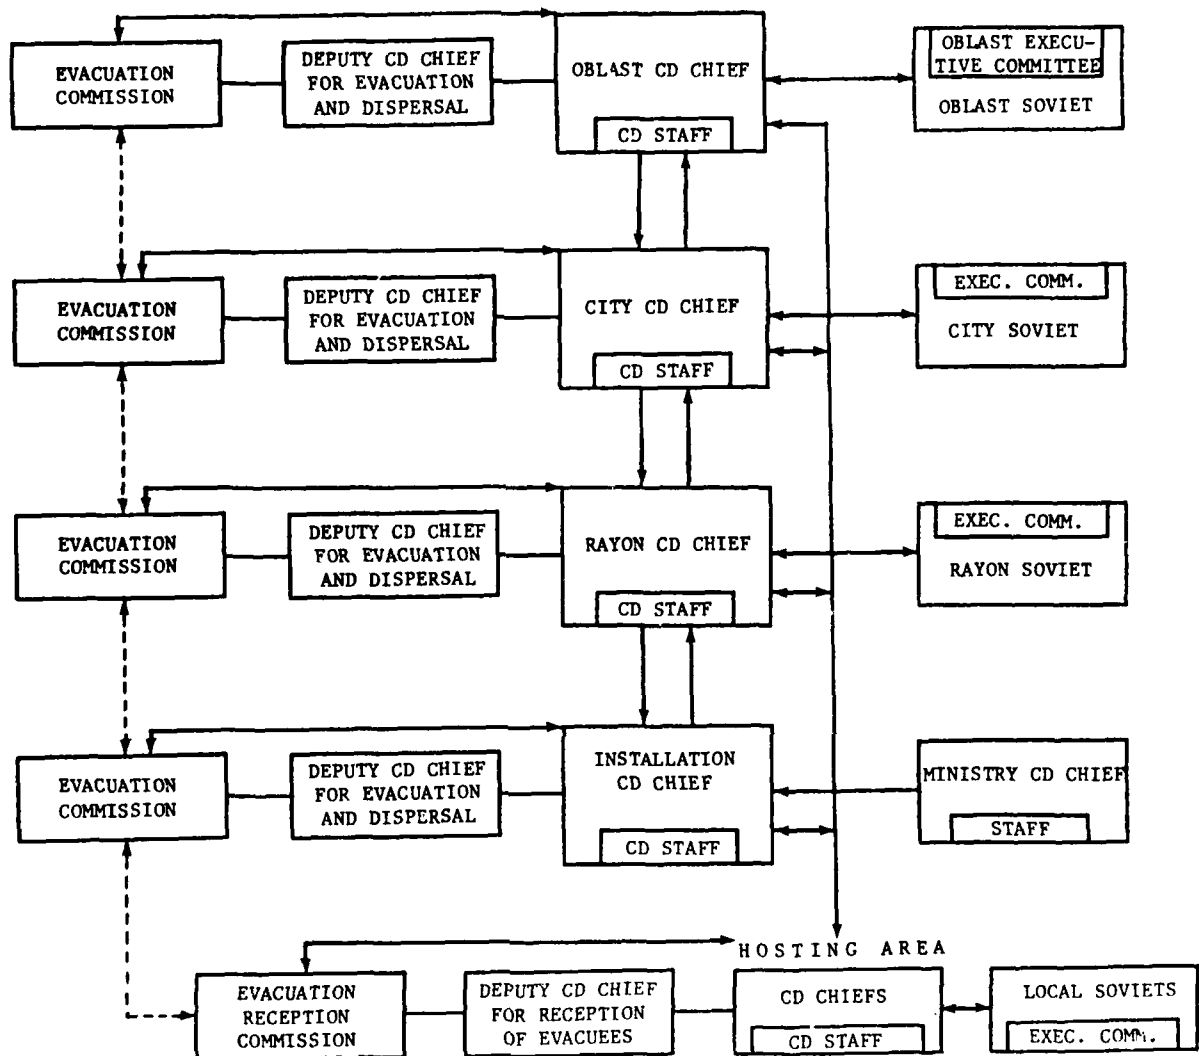 EVACUATION
COMMISSION
DEPUTY CD CHIEF
FOR EVACUATION
AND DISPERSAL
OBLAST CD CHIEF
CD STAFF
OBLAST EXECU-
TIVE COMMITTEE
OBLAST SOVIET
EVACUATION
COMMISSION
DEPUTY CD CHIEF
FOR EVACUATION
AND DISPERSAL
CITY CD CHIEF
CD STAFF
EXEC. COMM.
CITY SOVIET
EVACUATION
COMMISSION
DEPUTY CD CHIEF
FOR EVACUATION
AND DISPERSAL
RAYON CD CHIEF
CD STAFF
EXEC. COMM.
RAYON SOVIET
EVACUATION
COMMISSION
DEPUTY CD CHIEF
FOR EVACUATION
AND DISPERSAL
INSTALLATION
CD CHIEF
CD STAFF
MINISTRY CD CHIEF
STAFF
HOSTING AREA
EVACUATION
RECEPTION
COMMISSION
DEPUTY CD CHIEF
FOR RECEPTION
OF EVACUEES
CD CHIEFS
CD STAFF
LOCAL SOVIETS
EXEC. COMM.